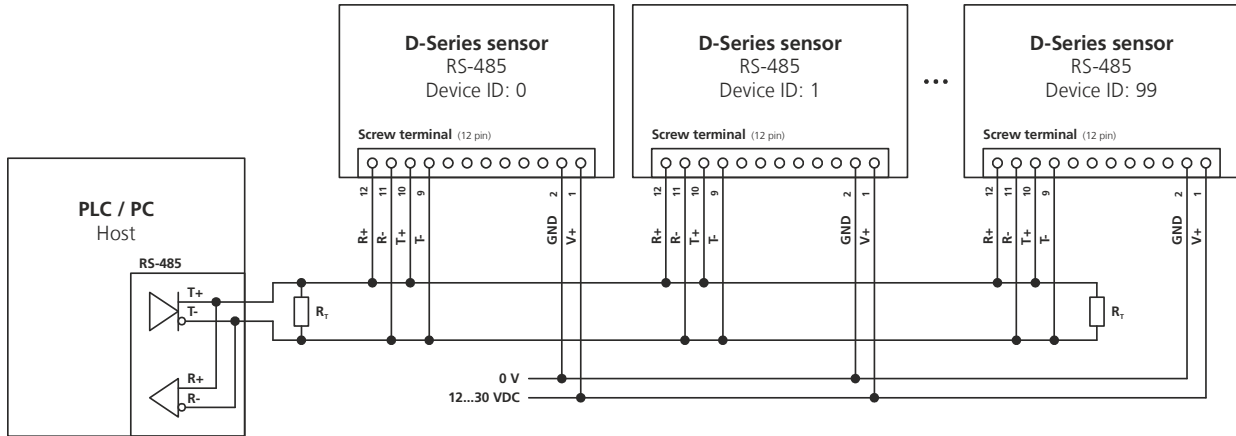 D-Series sensor
RS-485
Device ID: 0
Screw terminal (12 pin)
12 11 10 9 2 1
R+ R- T+ T- GND V+
D-Series sensor
RS-485
Device ID: 1
Screw terminal (12 pin)
12 11 10 9 2 1
R+ R- T+ T- GND V+
...
D-Series sensor
RS-485
Device ID: 99
Screw terminal (12 pin)
12 11 10 9 2 1
R+ R- T+ T- GND V+
PLC / PC
Host
RS-485
T+
T-
R+
R-
RT
RT
0 V
12...30 VDC